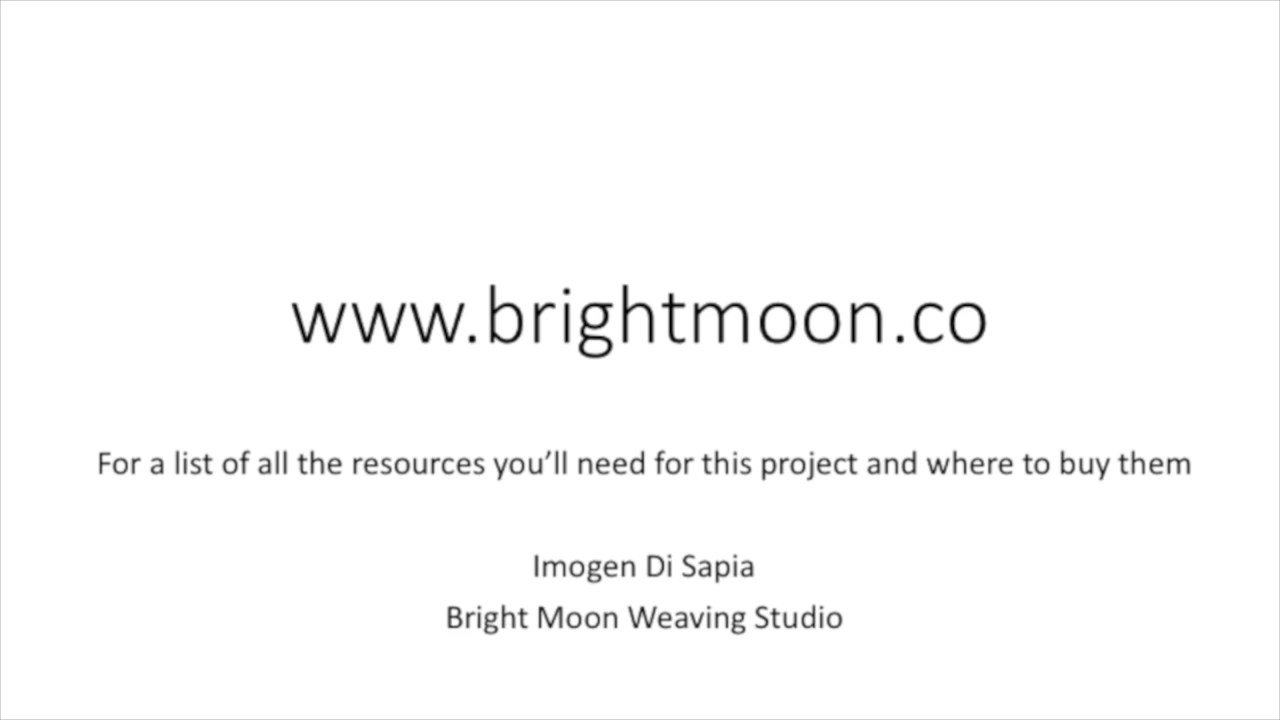 www.brightmoon.co
For a list of all the resources you’ll need for this project and where to buy them
Imogen Di Sapia
Bright Moon Weaving Studio